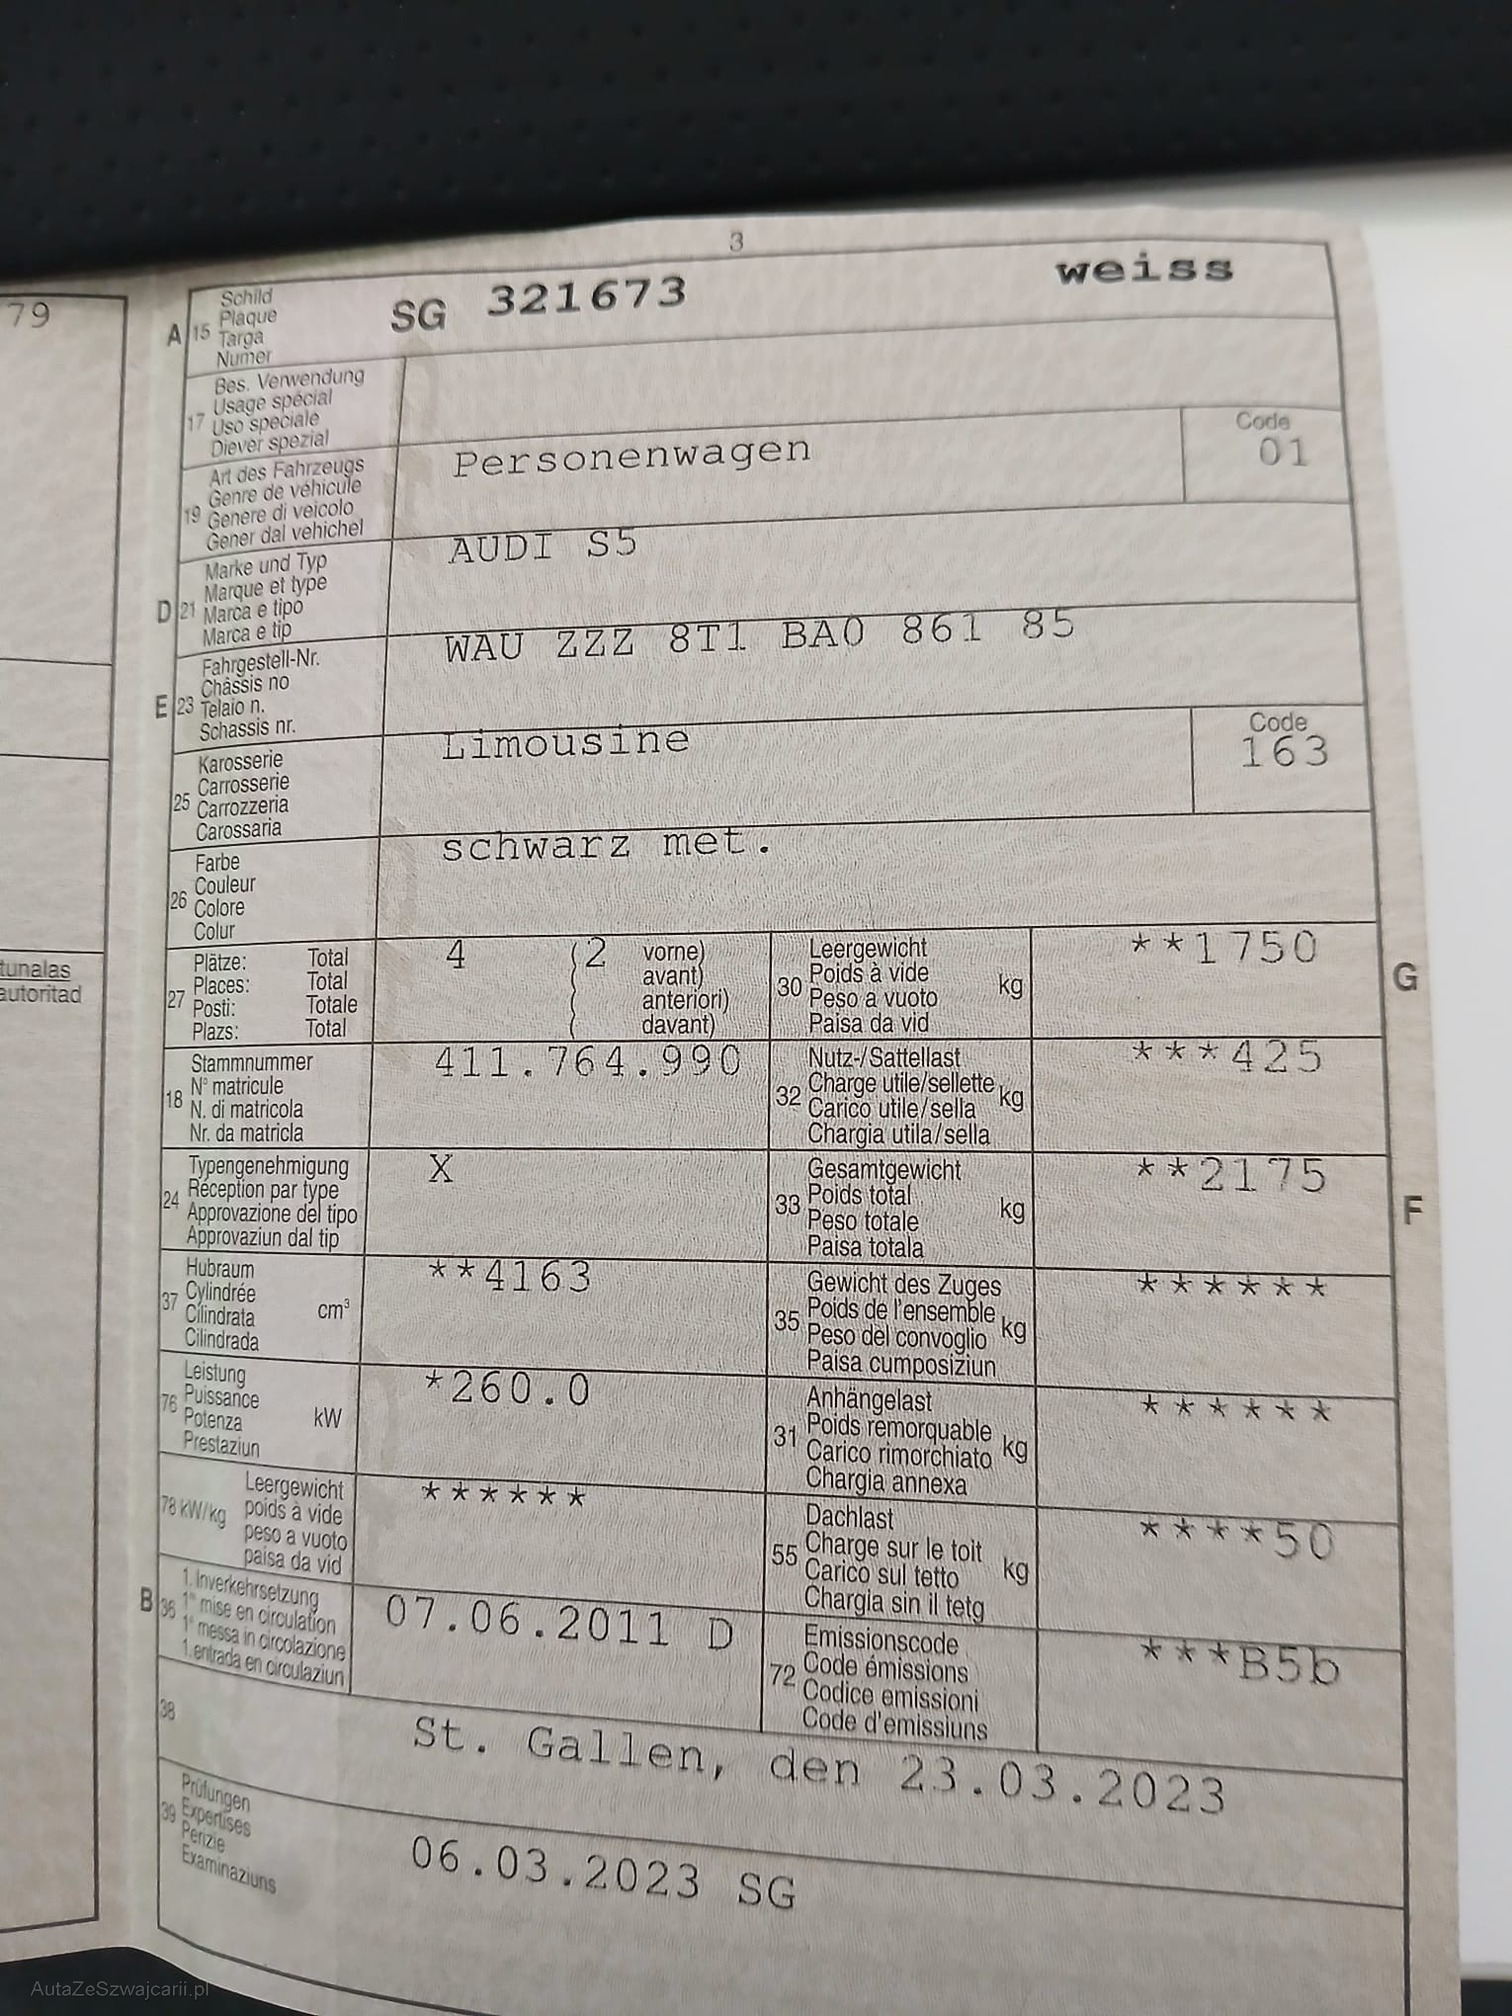 3
79
A 15 Schild
Plaque
Targa
Numer
SG 321673 weiss
17 Bes. Verwendung
Usage spécial
Uso speciale
Diever spezial
19 Art des Fahrzeugs
Genre de véhicule
Genere di veicolo
Gener dal vehichel
Personenwagen
Code
01
D 21 Marke und Typ
Marque et type
Marca e tipo
Marca e tip
AUDI S5
E 23 Fahrgestell-Nr.
Châssis no
Telaio n.
Schassis nr.
WAU ZZZ 8T1 BA0 861 85
25 Karosserie
Carrosserie
Carrozzeria
Carossaria
Limousine
Code
163
26 Farbe
Couleur
Colore
Colur
schwarz met.
tunalas
autoritad
27 Plätze: Total
Places: Total
Posti: Totale
Plazs: Total
4 (2 vorne)
( avant)
( anteriori)
( davant)
30 Leergewicht
Poids à vide kg
Peso a vuoto
Paisa da vid
**1750
G
18 Stammnummer
N° matricule
N. di matricola
Nr. da matricla
411.764.990
32 Nutz-/Sattellast
Charge utile/sellette kg
Carico utile/sella
Chargia utila/sella
***425
24 Typengenehmigung
Réception par type
Approvazione del tipo
Approvaziun dal tip
X
33 Gesamtgewicht
Poids total kg
Peso totale
Paisa totala
**2175
F
37 Hubraum
Cylindrée
Cilindrata cm³
Cilindrada
**4163
35 Gewicht des Zuges
Poids de l'ensemble kg
Peso del convoglio
Paisa cumposiziun
******
76 Leistung
Puissance
Potenza kW
Prestaziun
*260.0
31 Anhängelast
Poids remorquable kg
Carico rimorchiato
Chargia annexa
******
78 kW/kg Leergewicht
poids à vide
peso a vuoto
paisa da vid
******
55 Dachlast
Charge sur le toit kg
Carico sul tetto
Chargia sin il tetg
****50
B 36 1. Inverkehrsetzung
1re mise en circulation
1a messa in circolazione
1. entrada en circulaziun
07.06.2011 D
72 Emissionscode
Code émissions
Codice emissioni
Code d'emissiuns
***B5b
38
St. Gallen, den 23.03.2023
39 Prüfungen
Expertises
Perizie
Examinaziuns
06.03.2023 SG
AutaZeSzwajcarii.pl